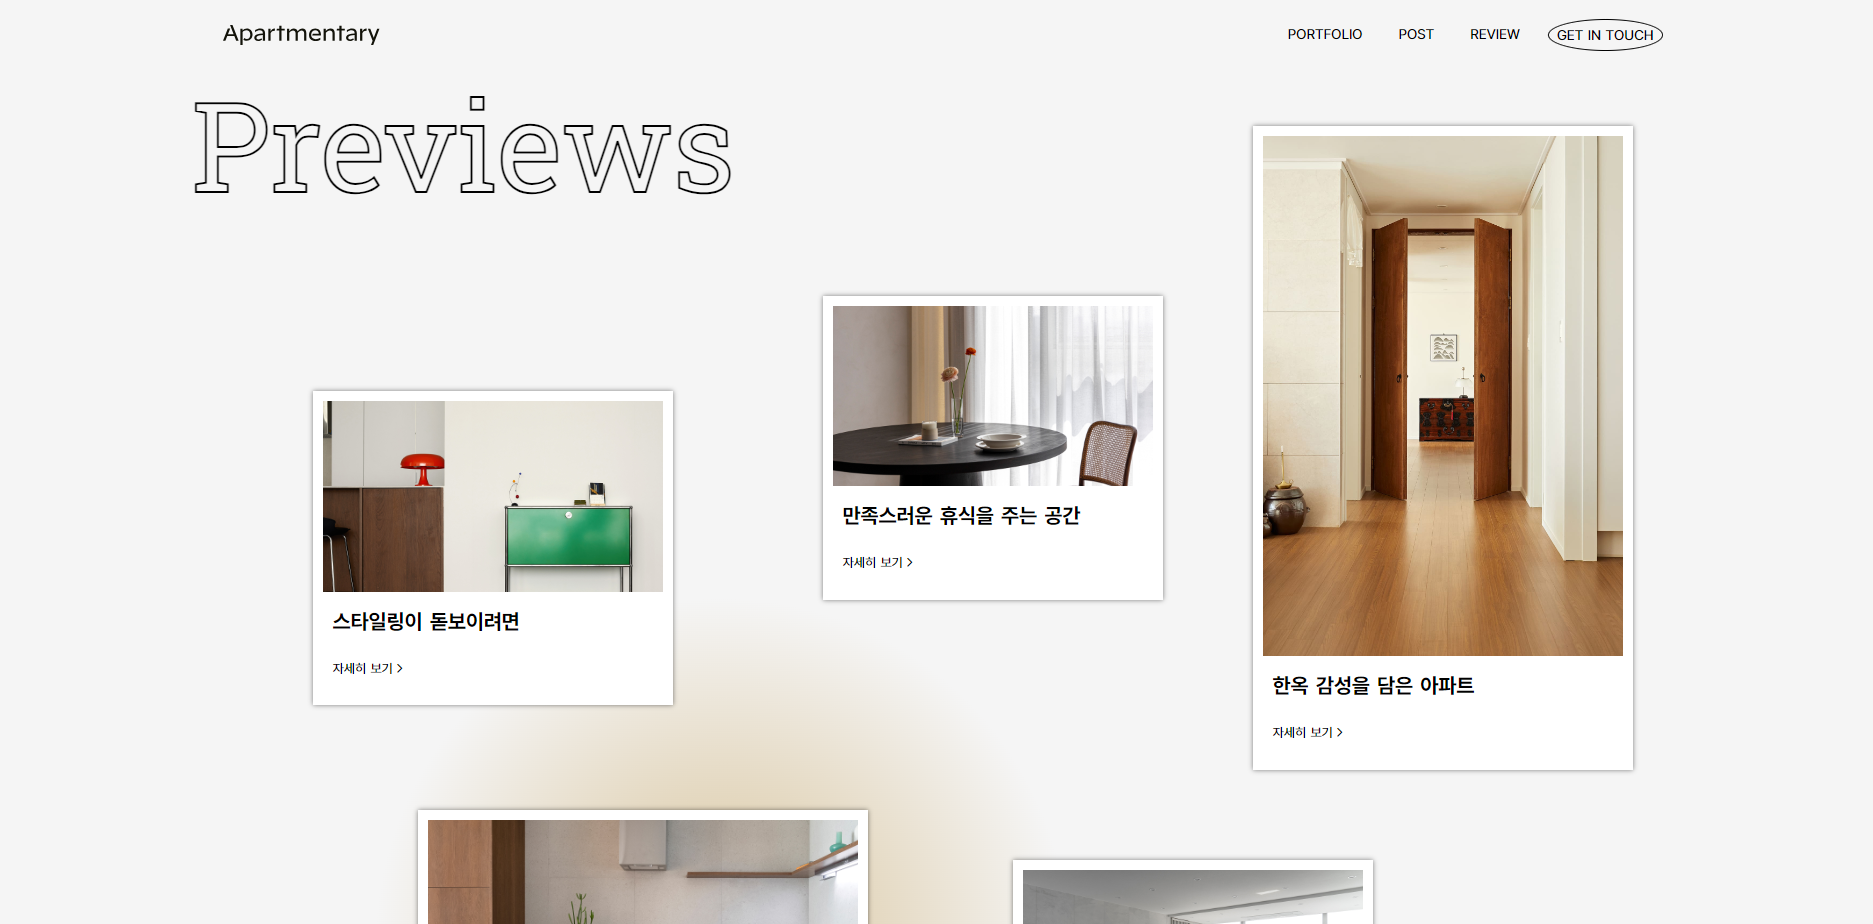 Apartmentary
PORTFOLIO
POST
REVIEW
GET IN TOUCH
Previews
만족스러운 휴식을 주는 공간
자세히 보기 >
스타일링이 돋보이려면
자세히 보기 >
한옥 감성을 담은 아파트
자세히 보기 >